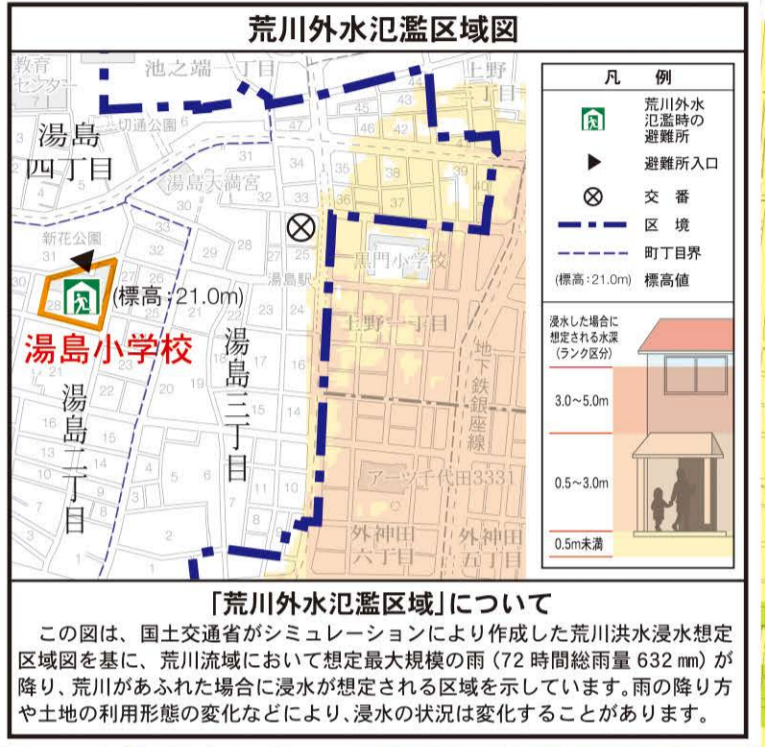 荒川外水氾濫区域図
教育
センター
7
池之端一丁目
上野
二丁目
切通公園
湯島
四丁目
湯島天満宮
新花公園
湯島駅
黒門小学校
(標高:21.0m)
湯島小学校
上野一丁目
湯島三丁目
湯島二丁目
地下鉄銀座線
アーツ千代田3331
外神田
六丁目
外神田
五丁目
凡 例
荒川外水
氾濫時の
避難所
避難所入口
交 番
区 境
町丁目界
(標高:21.0m) 標高値
浸水した場合に
想定される水深
(ランク区分)
3.0~5.0m
0.5~3.0m
0.5m未満
「荒川外水氾濫区域」について
この図は、国土交通省がシミュレーションにより作成した荒川洪水浸水想定
区域図を基に、荒川流域において想定最大規模の雨(72時間総雨量632㎜)が
降り、荒川があふれた場合に浸水が想定される区域を示しています。雨の降り方
や土地の利用形態の変化などにより、浸水の状況は変化することがあります。